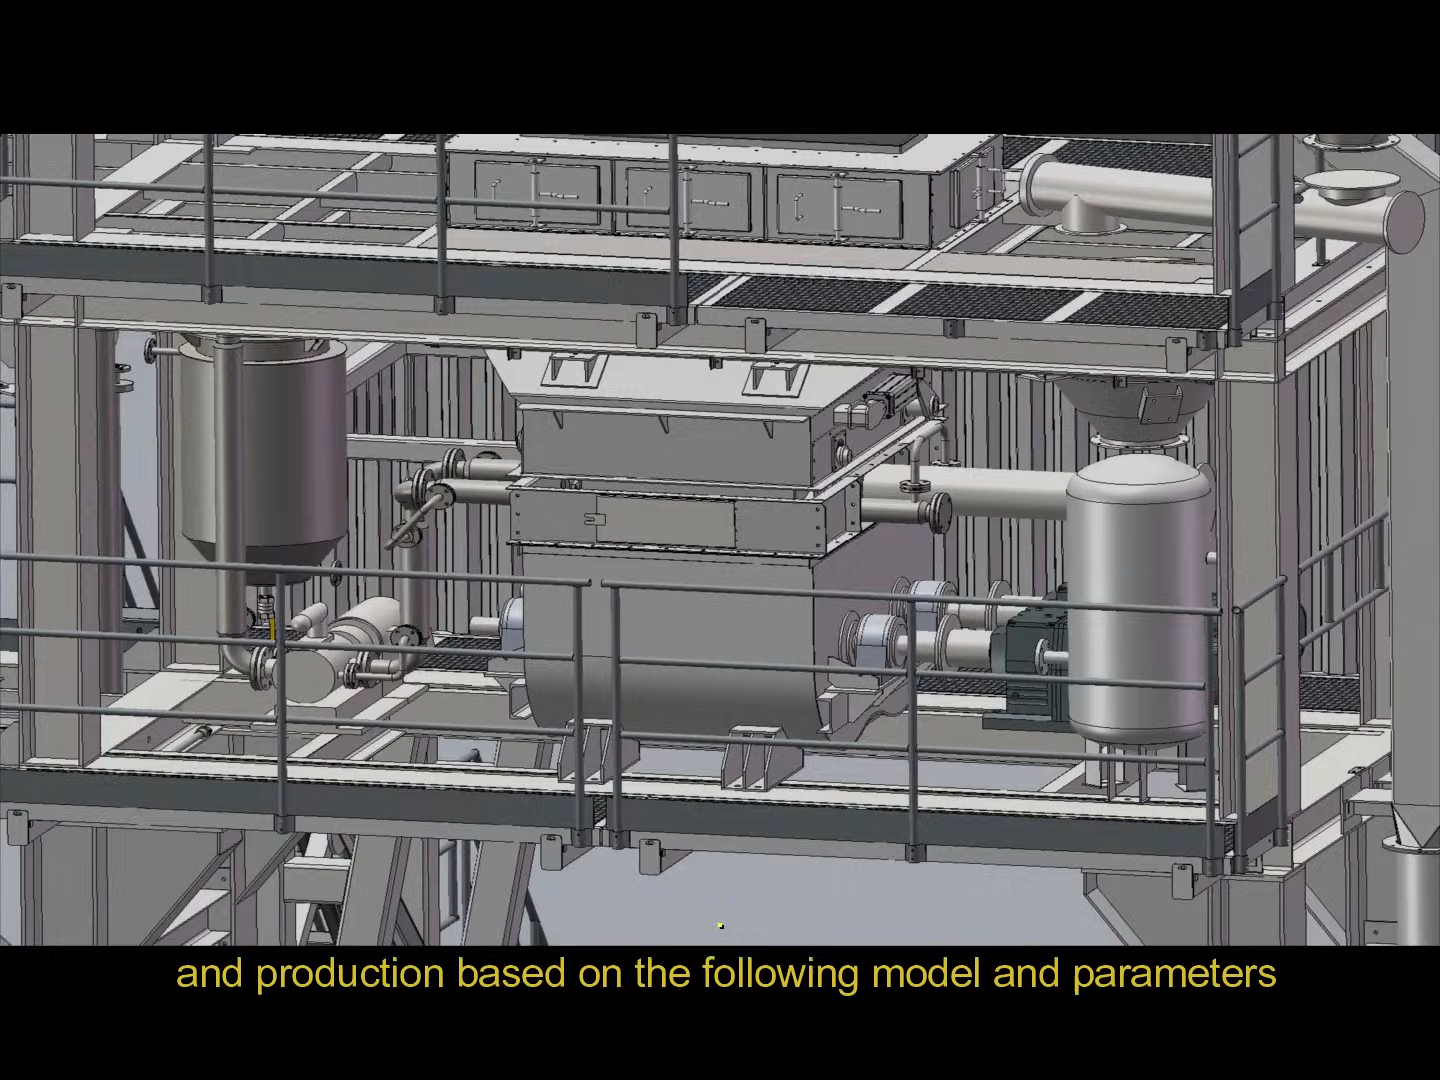 and production based on the following model and parameters